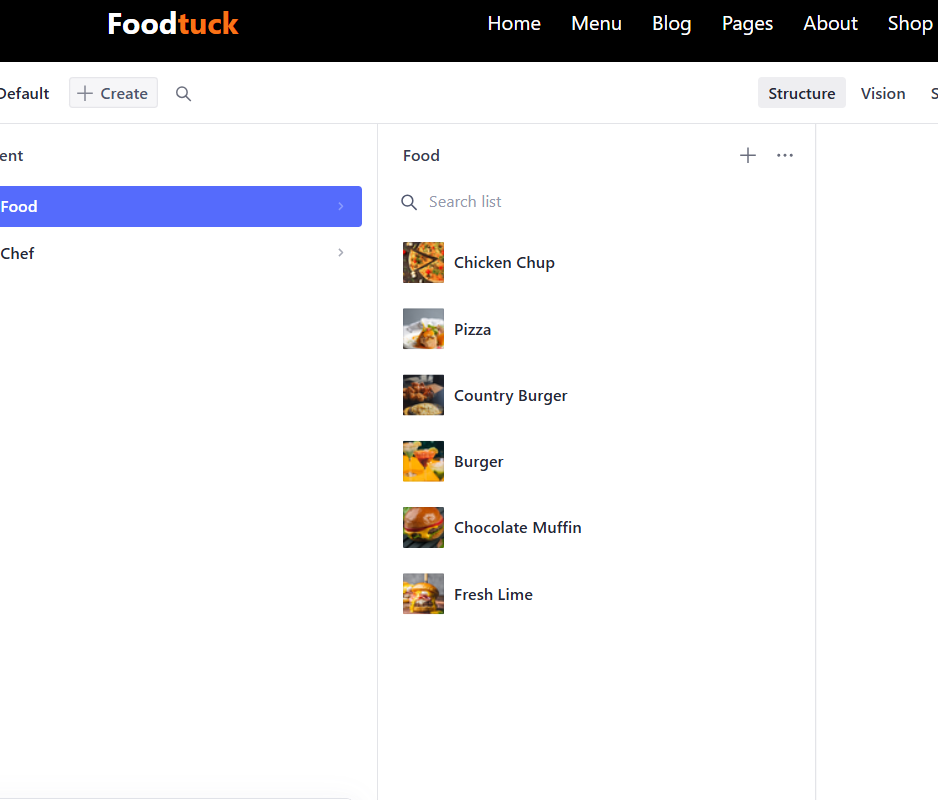 Foodtuck
Home Menu Blog Pages About Shop
Default
Create
Structure Vision S
ent
Food
Chef
Food
Search list
Chicken Chup
Pizza
Country Burger
Burger
Chocolate Muffin
Fresh Lime